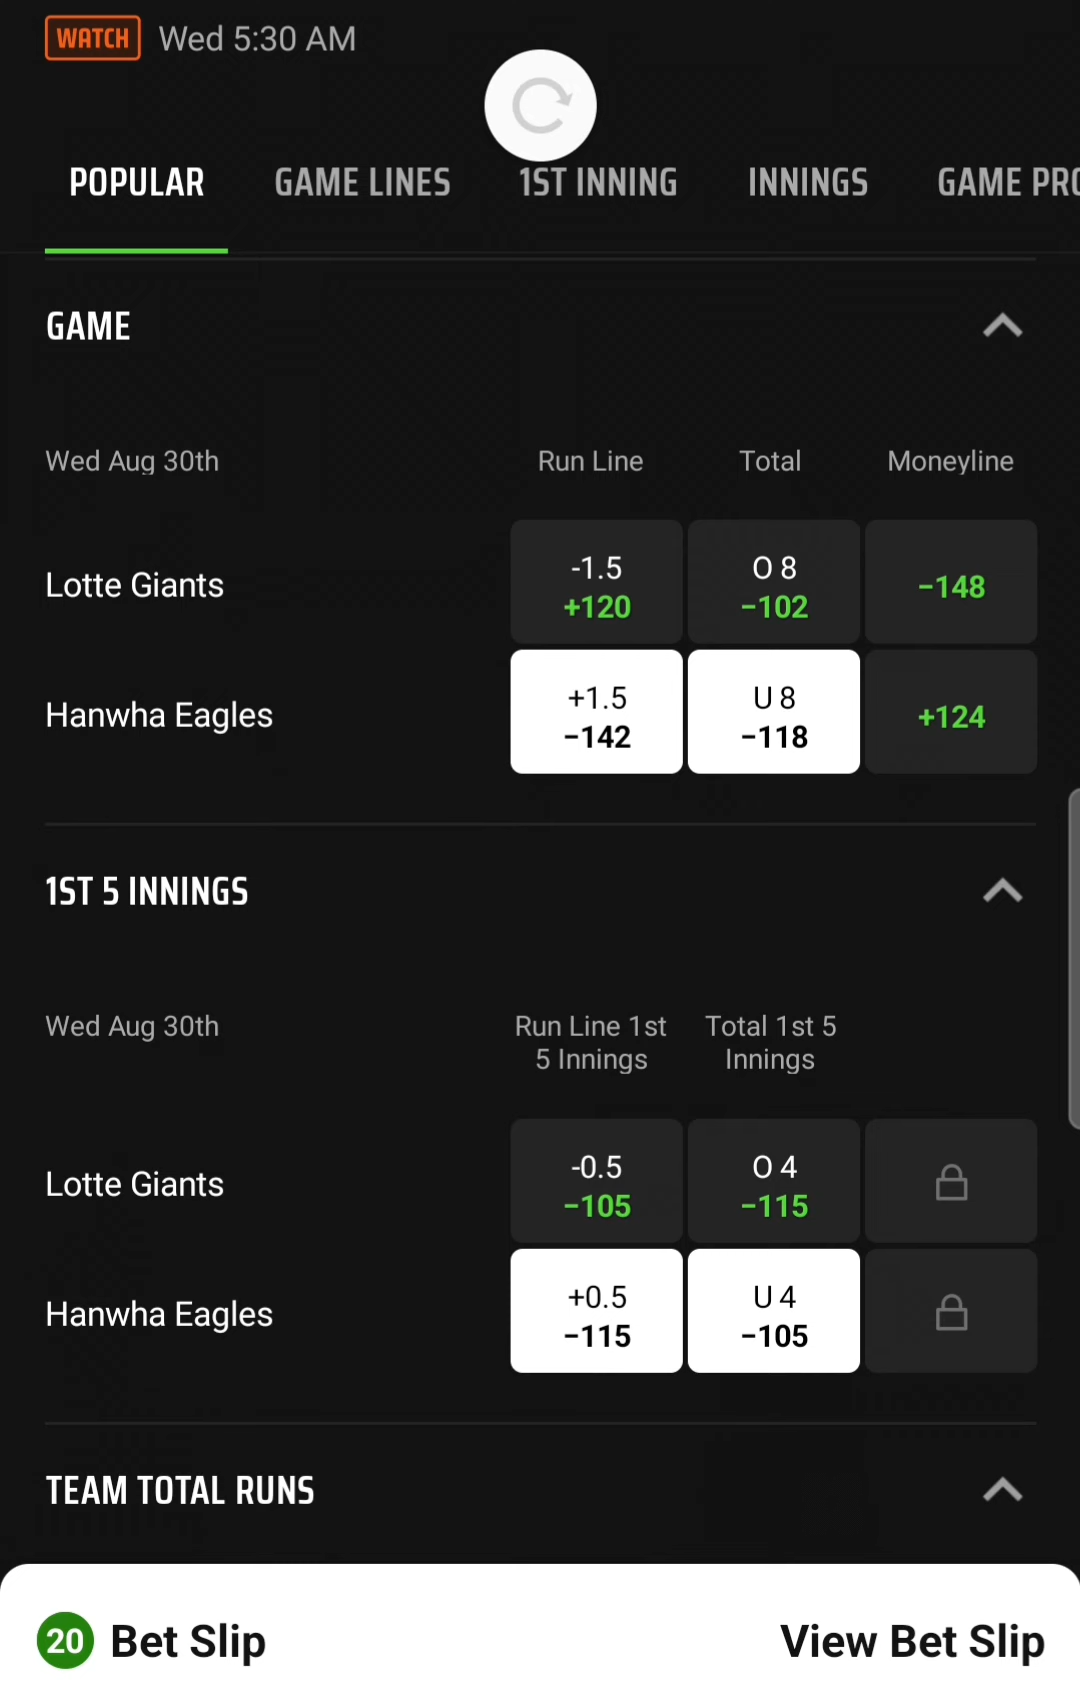 WATCH Wed 5:30 AM
POPULAR GAME LINES 1ST INNING INNINGS GAME PRO
GAME
Wed Aug 30th Run Line Total Moneyline
-1.5 O 8
Lotte Giants −148
+120 −102
+1.5 U 8
Hanwha Eagles +124
−142 −118
1ST 5 INNINGS
Wed Aug 30th Run Line 1st Total 1st 5
5 Innings Innings
-0.5 O 4
Lotte Giants
−105 −115
+0.5 U 4
Hanwha Eagles
−115 −105
TEAM TOTAL RUNS
20 Bet Slip View Bet Slip